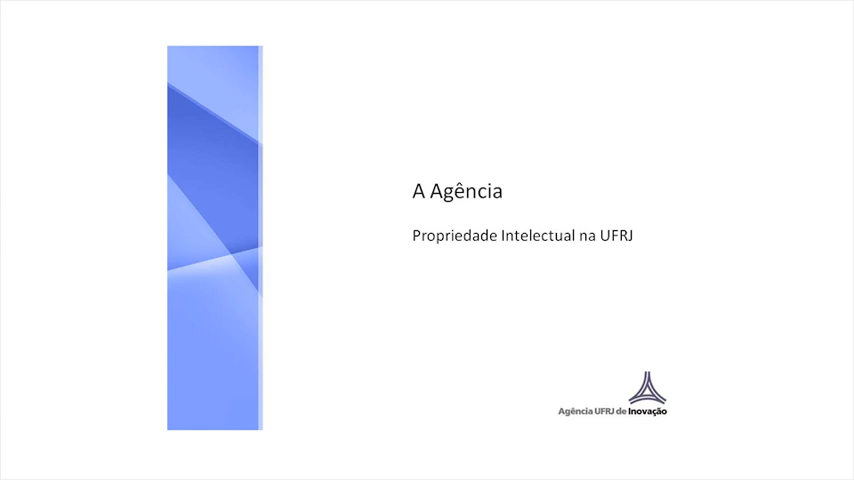 A Agência
Propriedade Intelectual na UFRJ
Agência UFRJ de Inovação